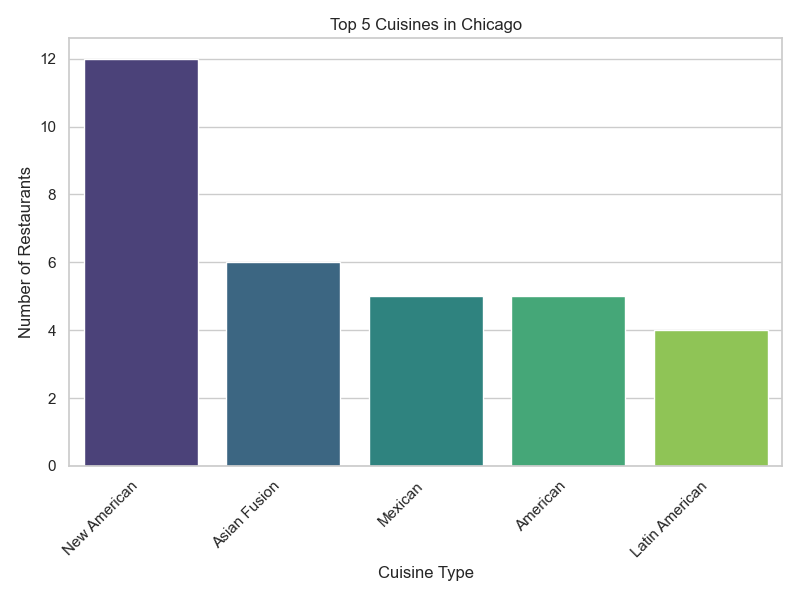 Top 5 Cuisines in Chicago
Number of Restaurants
12
10
8
6
4
2
0
New American
Asian Fusion
Mexican
American
Latin American
Cuisine Type